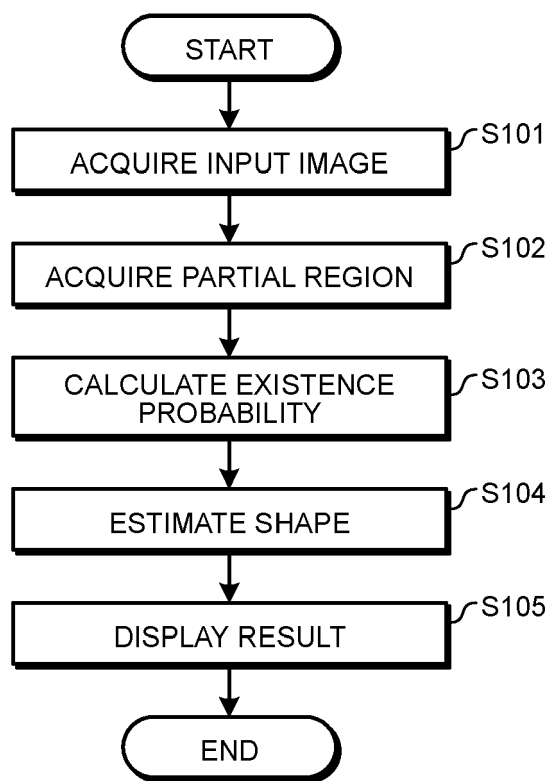 START
ACQUIRE INPUT IMAGE
S101
ACQUIRE PARTIAL REGION
S102
CALCULATE EXISTENCE
PROBABILITY
S103
ESTIMATE SHAPE
S104
DISPLAY RESULT
S105
END